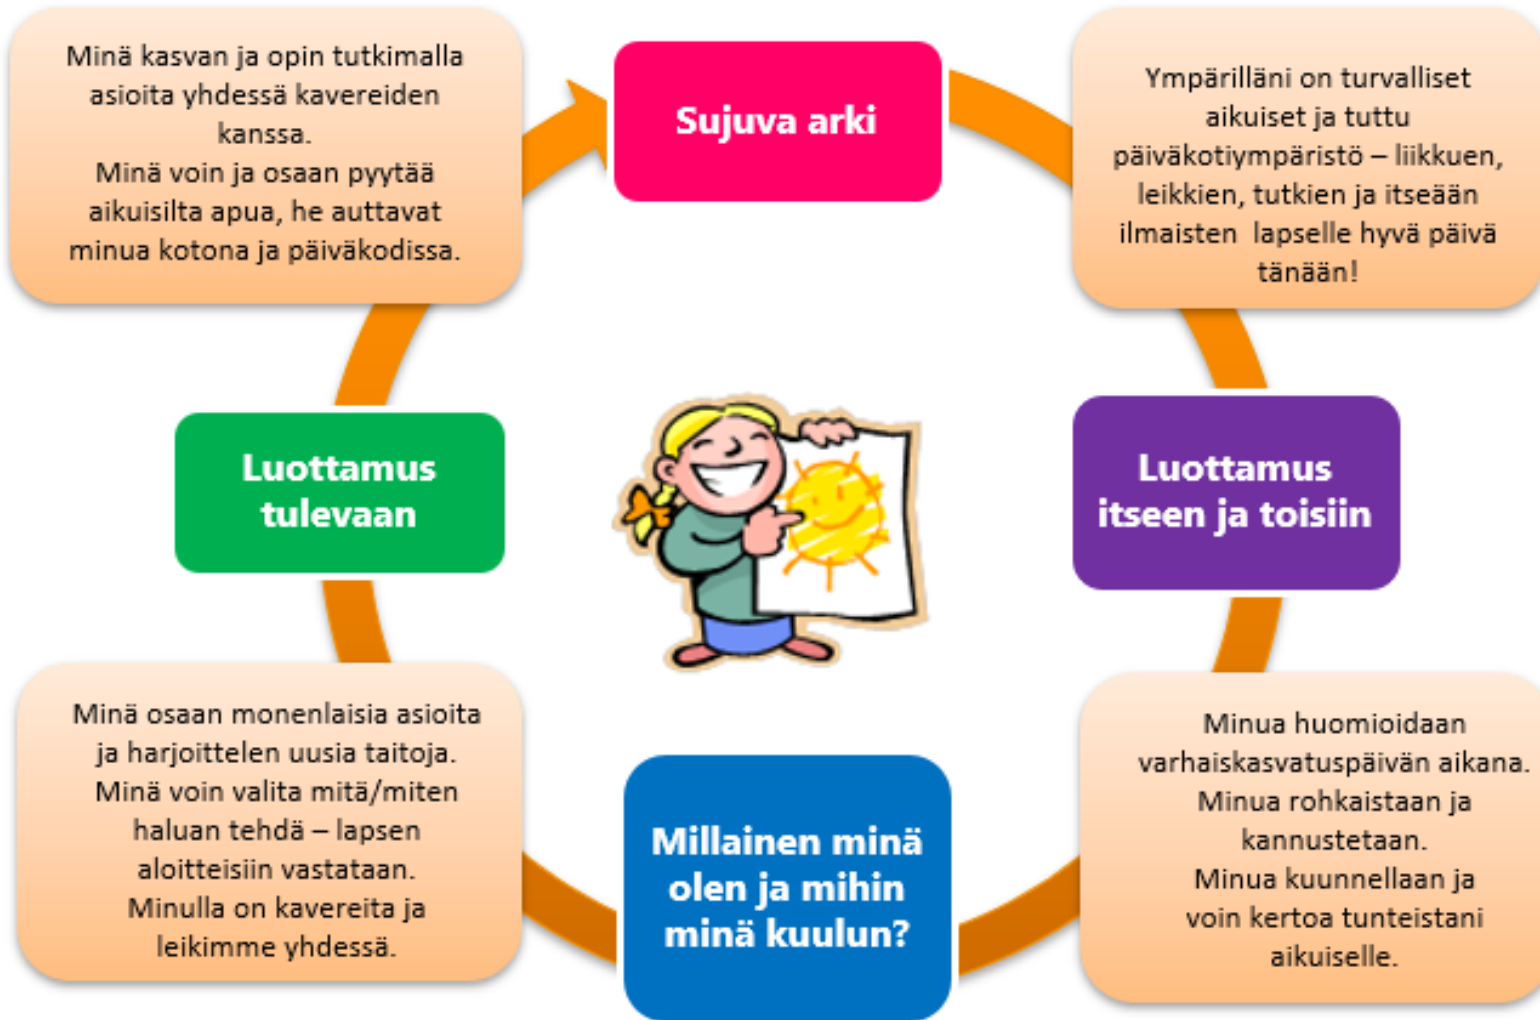 Minä kasvan ja opin tutkimalla
asioita yhdessä kavereiden
kanssa.
Minä voin ja osaan pyytää
aikuisilta apua, he auttavat
minua kotona ja päiväkodissa.
Sujuva arki
Ympärilläni on turvalliset
aikuiset ja tuttu
päiväkotiympäristö – liikkuen,
leikkien, tutkien ja itseään
ilmaisten lapselle hyvä päivä
tänään!
Luottamus
tulevaan
Luottamus
itseen ja toisiin
Minä osaan monenlaisia asioita
ja harjoittelen uusia taitoja.
Minä voin valita mitä/miten
haluan tehdä – lapsen
aloitteisiin vastataan.
Minulla on kavereita ja
leikimme yhdessä.
Millainen minä
olen ja mihin
minä kuulun?
Minua huomioidaan
varhaiskasvatuspäivän aikana.
Minua rohkaistaan ja
kannustetaan.
Minua kuunnellaan ja
voin kertoa tunteistani
aikuiselle.